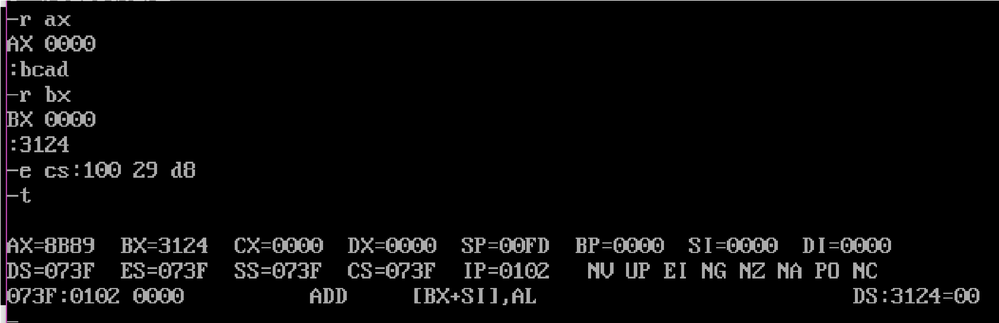 -r ax
AX 0000
:bcad
-r bx
BX 0000
:3124
-e cs:100 29 d8
-t
AX=8B89  BX=3124  CX=0000  DX=0000  SP=00FD  BP=0000  SI=0000  DI=0000
DS=073F  ES=073F  SS=073F  CS=073F  IP=0102   NV UP EI NG NZ NA PO NC
073F:0102 0000          ADD     [BX+SI],AL                         DS:3124=00
-